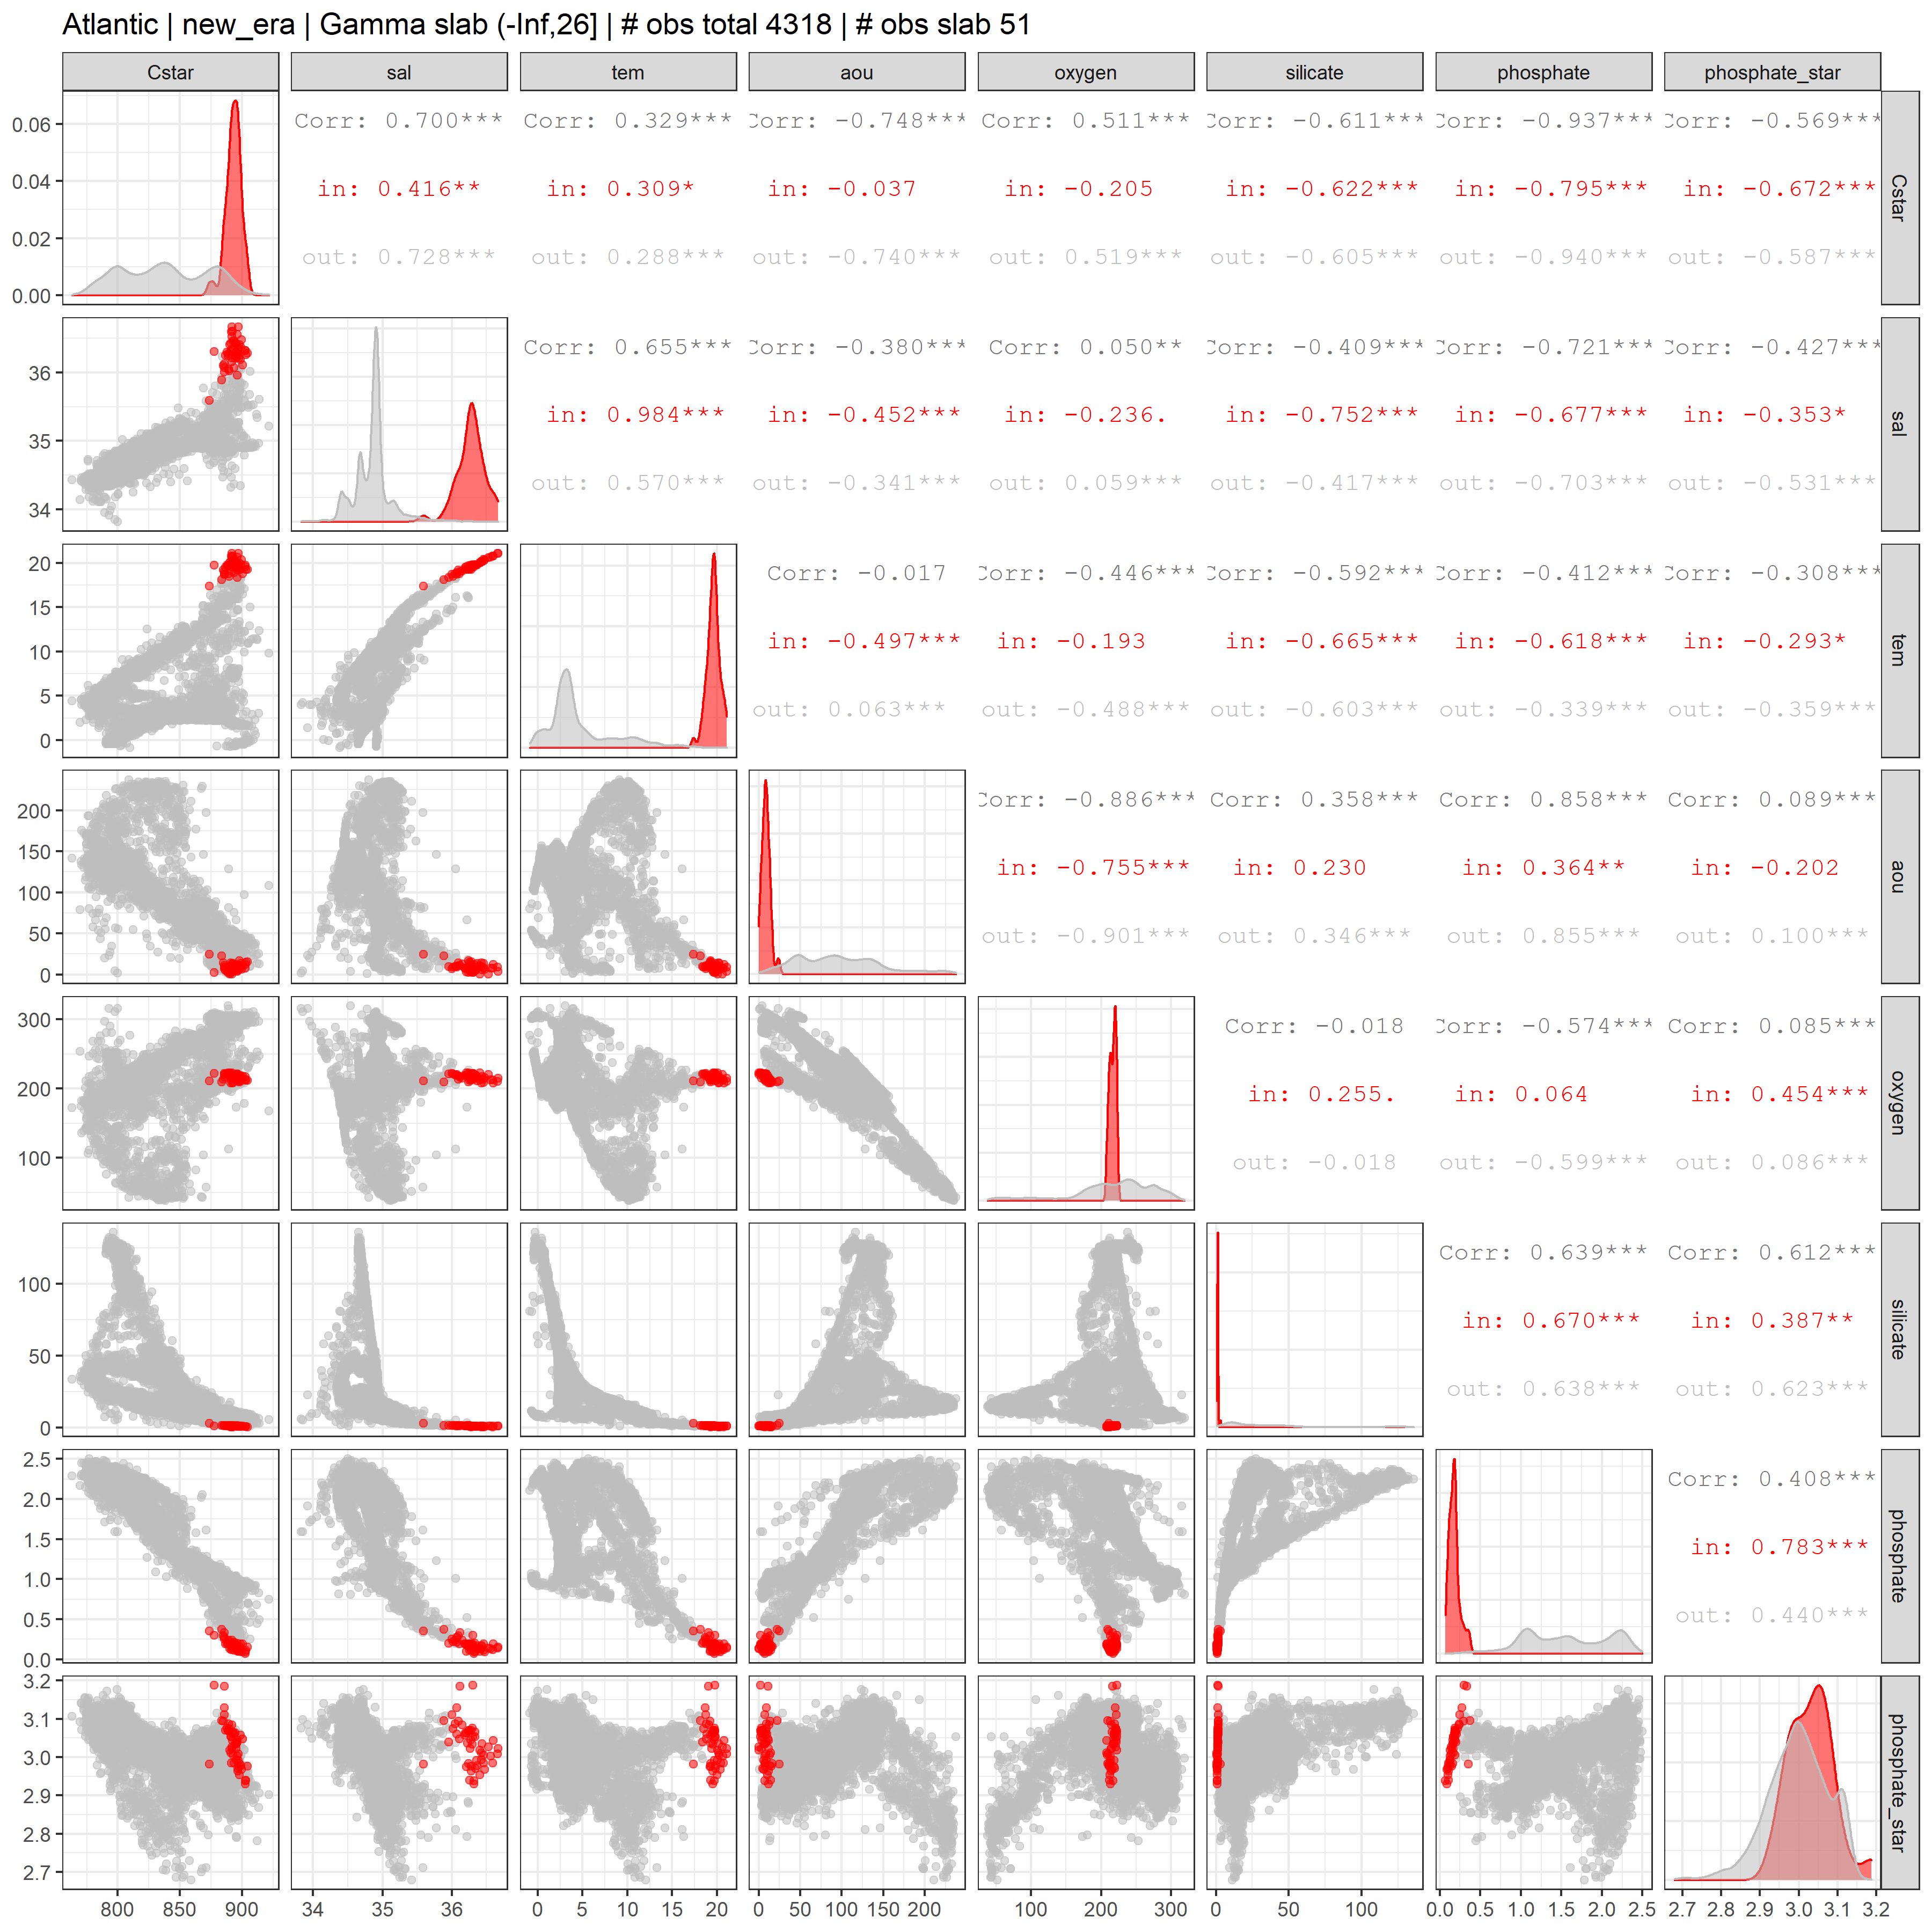 Atlantic | new_era | Gamma slab (-Inf,26] | # obs total 4318 | # obs slab 51
Cstar sal tem aou oxygen silicate phosphate phosphate_star
Corr: 0.700*** Corr: 0.329*** Corr: -0.748*** Corr: 0.511*** Corr: -0.611*** Corr: -0.937*** Corr: -0.569***
in: 0.416** in: 0.309* in: -0.037 in: -0.205 in: -0.622*** in: -0.795*** in: -0.672***
out: 0.728*** out: 0.288*** out: -0.740*** out: 0.519*** out: -0.605*** out: -0.940*** out: -0.587***
0.06
0.04
0.02
0.00
Cstar
Corr: 0.655*** Corr: -0.380*** Corr: 0.050** Corr: -0.409*** Corr: -0.721*** Corr: -0.427***
in: 0.984*** in: -0.452*** in: -0.236. in: -0.752*** in: -0.677*** in: -0.353*
out: 0.570*** out: -0.341*** out: 0.059*** out: -0.417*** out: -0.703*** out: -0.531***
36
35
34
sal
Corr: -0.017 Corr: -0.446*** Corr: -0.592*** Corr: -0.412*** Corr: -0.308***
in: -0.497*** in: -0.193 in: -0.665*** in: -0.618*** in: -0.293*
out: 0.063*** out: -0.488*** out: -0.603*** out: -0.339*** out: -0.359***
20
15
10
5
0
tem
Corr: -0.886*** Corr: 0.358*** Corr: 0.858*** Corr: 0.089***
in: -0.755*** in: 0.230 in: 0.364** in: -0.202
out: -0.901*** out: 0.346*** out: 0.855*** out: 0.100***
200
150
100
50
0
aou
Corr: -0.018 Corr: -0.574*** Corr: 0.085***
in: 0.255. in: 0.064 in: 0.454***
out: -0.018 out: -0.599*** out: 0.086***
300
200
100
oxygen
Corr: 0.639*** Corr: 0.612***
in: 0.670*** in: 0.387**
out: 0.638*** out: 0.623***
100
50
0
silicate
Corr: 0.408***
in: 0.783***
out: 0.440***
2.5
2.0
1.5
1.0
0.5
0.0
phosphate
3.2
3.1
3.0
2.9
2.8
2.7
phosphate_star
800 850 900 34 35 36 0 5 10 15 20 0 50 100 150 200 100 200 300 0 50 100 0.0 0.5 1.0 1.5 2.0 2.5 2.7 2.8 2.9 3.0 3.1 3.2